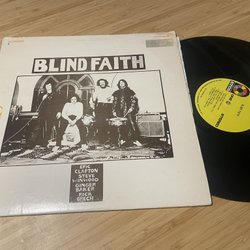 BLIND FAITH
ERIC
CLAPTON
STEVE
WINWOOD
GINGER
BAKER
RICK
GRECH